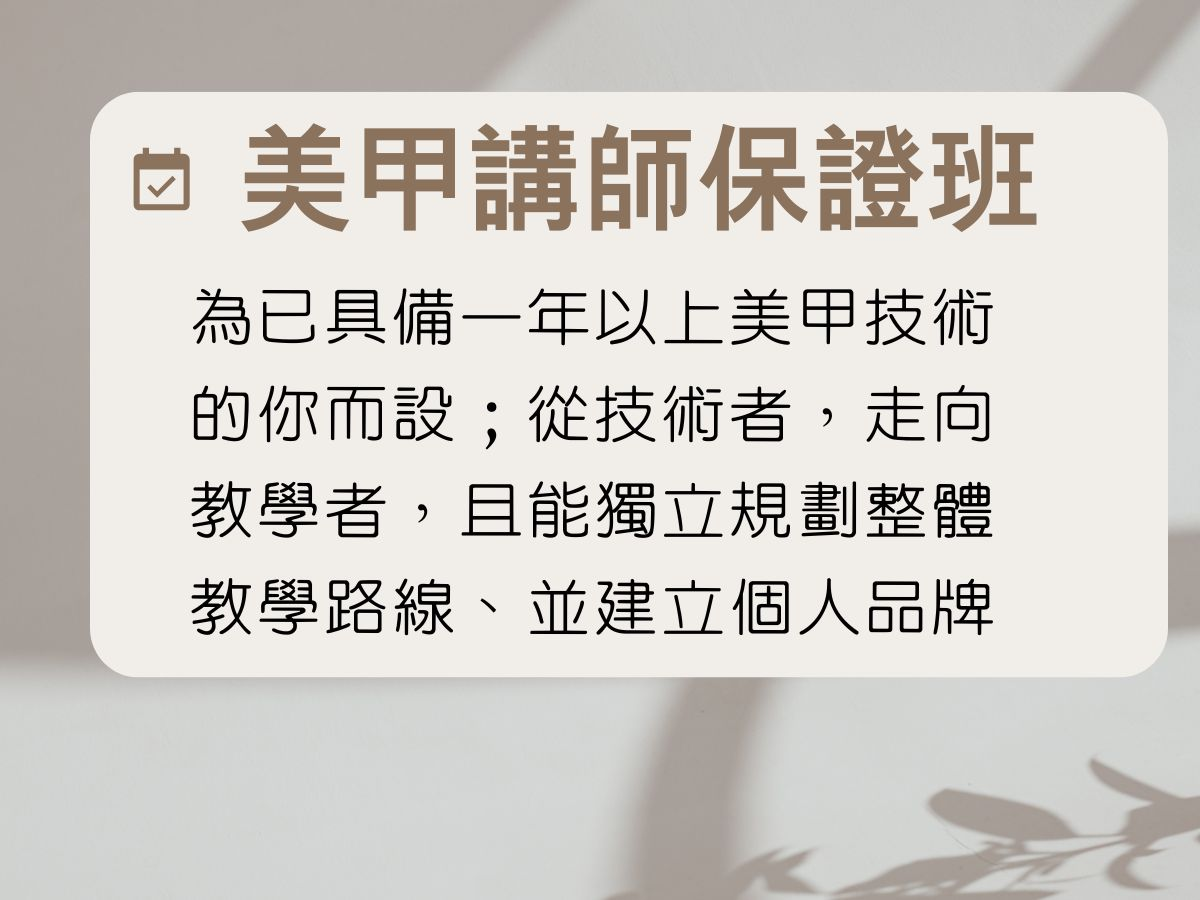 美甲講師保證班
為已具備一年以上美甲技術
的你而設；從技術者，走向
教學者，且能獨立規劃整體
教學路線、並建立個人品牌